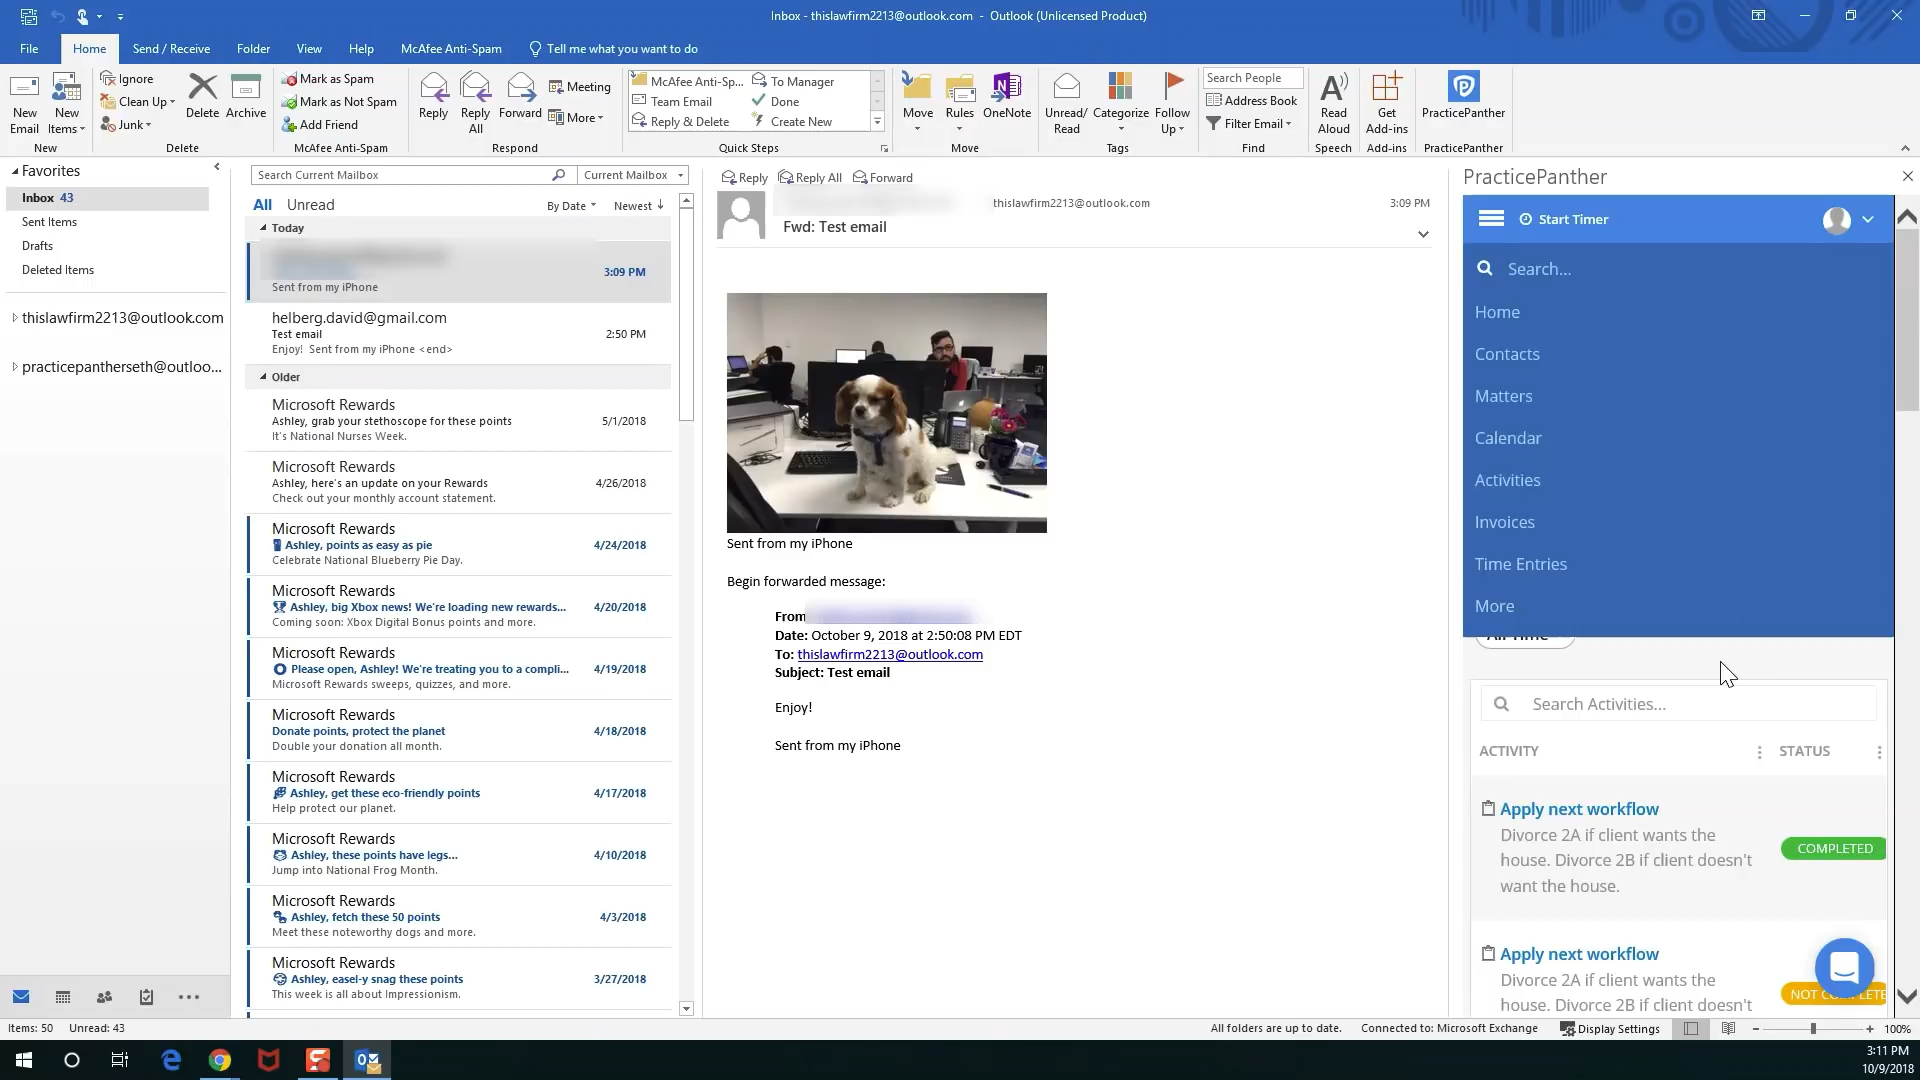 Inbox - thislawfirm2213@outlook.com - Outlook (Unlicensed Product)
File Home Send / Receive Folder View Help McAfee Anti-Spam Tell me what you want to do
New Email
New Items
New
Ignore
Clean Up
Junk
Delete
Archive
Delete
Mark as Spam
Mark as Not Spam
Add Friend
McAfee Anti-Spam
Reply
Reply All
Forward
Meeting
More
Respond
McAfee Anti-Sp...
Team Email
Reply & Delete
To Manager
Done
Create New
Quick Steps
Move
Rules
OneNote
Move
Unread/ Read
Categorize
Follow Up
Tags
Search People
Address Book
Filter Email
Find
Read Aloud
Speech
Get Add-ins
Add-ins
PracticePanther
PracticePanther
Favorites
Inbox 43
Sent Items
Drafts
Deleted Items
thislawfirm2213@outlook.com
practicepantherseth@outloo...
Search Current Mailbox
Current Mailbox
All Unread
By Date Newest
Today
3:09 PM
Sent from my iPhone
helberg.david@gmail.com
Test email 2:50 PM
Enjoy! Sent from my iPhone <end>
Older
Microsoft Rewards
Ashley, grab your stethoscope for these points 5/1/2018
It's National Nurses Week.
Microsoft Rewards
Ashley, here's an update on your Rewards 4/26/2018
Check out your monthly account statement.
Microsoft Rewards
Ashley, points as easy as pie 4/24/2018
Celebrate National Blueberry Pie Day.
Microsoft Rewards
Ashley, big Xbox news! We're loading new rewards... 4/20/2018
Coming soon: Xbox Digital Bonus points and more.
Microsoft Rewards
Please open, Ashley! We're treating you to a compli... 4/19/2018
Microsoft Rewards sweeps, quizzes, and more.
Microsoft Rewards
Donate points, protect the planet 4/18/2018
Double your donation all month.
Microsoft Rewards
Ashley, get these eco-friendly points 4/17/2018
Help protect our planet.
Microsoft Rewards
Ashley, these points have legs... 4/10/2018
Jump into National Frog Month.
Microsoft Rewards
Ashley, fetch these 50 points 4/3/2018
Meet these noteworthy dogs and more.
Microsoft Rewards
Ashley, easel-y snag these points 3/27/2018
This week is all about Impressionism.
Reply Reply All Forward
thislawfirm2213@outlook.com 3:09 PM
Fwd: Test email
Sent from my iPhone
Begin forwarded message:
From
Date: October 9, 2018 at 2:50:08 PM EDT
To: thislawfirm2213@outlook.com
Subject: Test email
Enjoy!
Sent from my iPhone
PracticePanther
Start Timer
Search...
Home
Contacts
Matters
Calendar
Activities
Invoices
Time Entries
More
All Time
Search Activities...
ACTIVITY STATUS
Apply next workflow
Divorce 2A if client wants the
house. Divorce 2B if client doesn't
want the house.
COMPLETED
Apply next workflow
Divorce 2A if client wants the
house. Divorce 2B if client doesn't
NOT
Items: 50 Unread: 43
All folders are up to date. Connected to: Microsoft Exchange Display Settings 100%
3:11 PM
10/9/2018